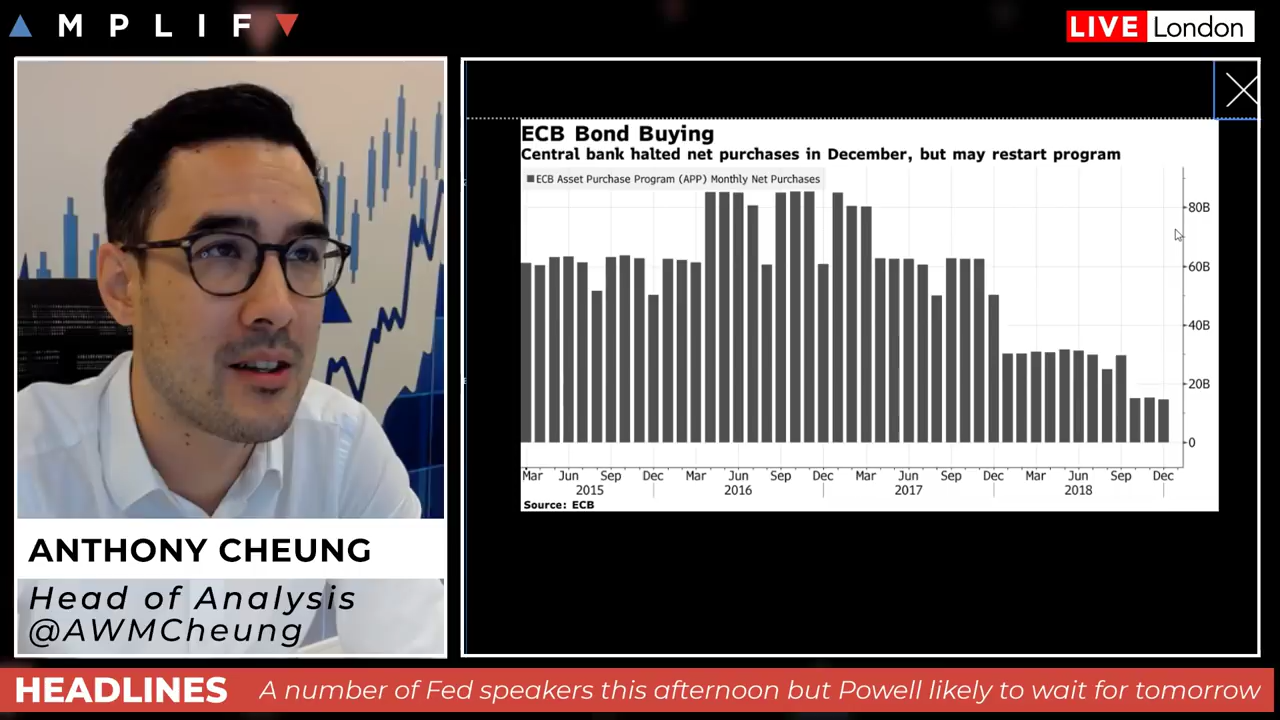 MPLIF
LIVE London
ECB Bond Buying
Central bank halted net purchases in December, but may restart program
ECB Asset Purchase Program (APP) Monthly Net Purchases
80B
60B
40B
20B
0
Mar Jun Sep Dec Mar Jun Sep Dec Mar Jun Sep Dec Mar Jun Sep Dec
2015 2016 2017 2018
Source: ECB
ANTHONY CHEUNG
Head of Analysis
@AWMCheung
HEADLINES A number of Fed speakers this afternoon but Powell likely to wait for tomorrow